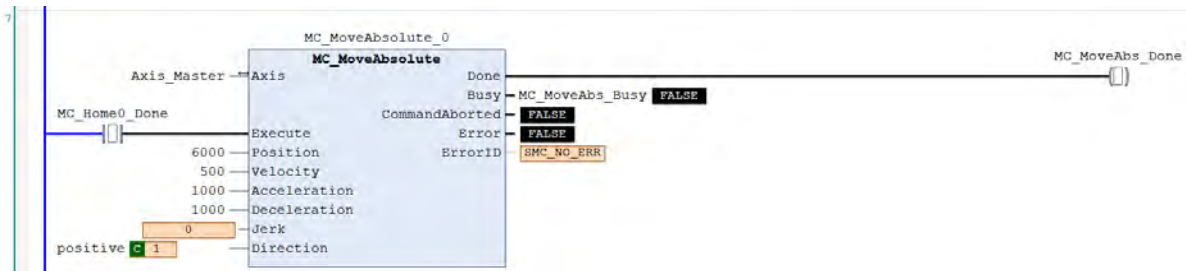 7
MC_MoveAbsolute_0
MC_MoveAbsolute
MC_MoveAbs_Done
Axis_Master Axis Done
Busy MC_MoveAbs_Busy FALSE
MC_Home0_Done CommandAborted FALSE
Execute Error FALSE
6000 Position ErrorID SMC_NO_ERR
500 Velocity
1000 Acceleration
1000 Deceleration
0 Jerk
positive C 1 Direction